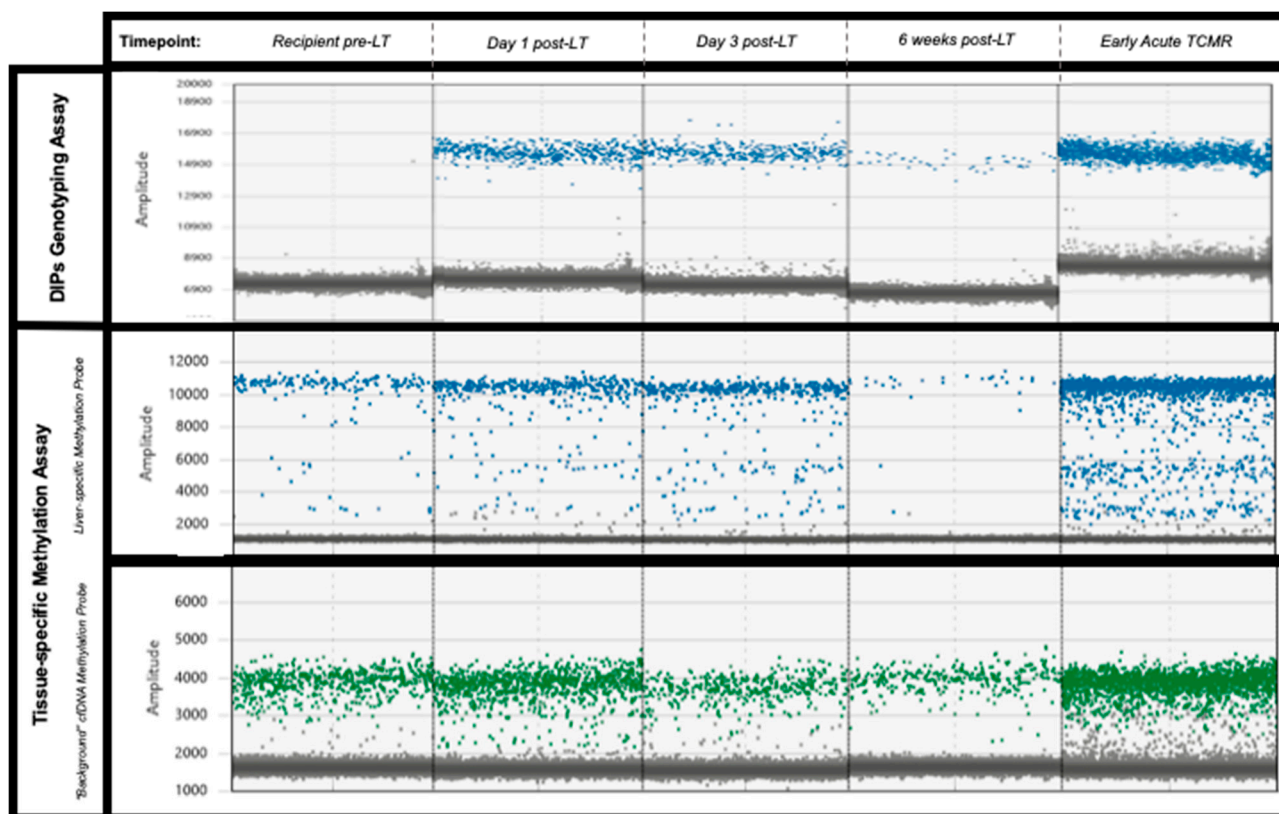 Timepoint: Recipient pre-LT Day 1 post-LT Day 3 post-LT 6 weeks post-LT Early Acute TCMR
DIPs Genotyping Assay
Amplitude
20000
18900
16900
14900
12900
10900
8900
6900
Tissue-specific Methylation Assay
Liver-specific Methylation Probe
Amplitude
12000
10000
8000
6000
4000
2000
"Background" cfDNA Methylation Probe
Amplitude
6000
5000
4000
3000
2000
1000